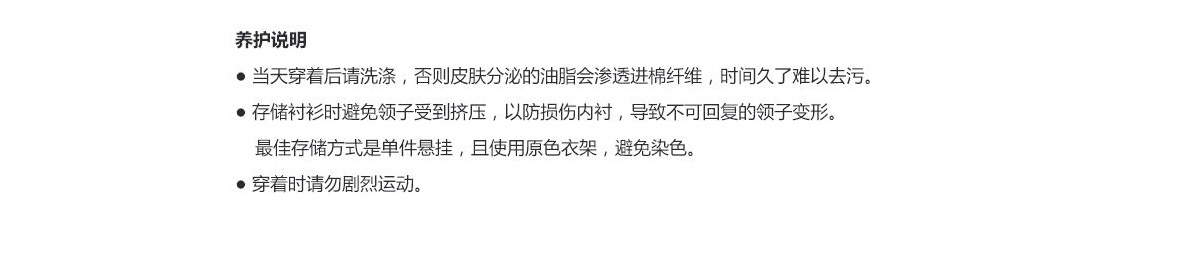 养护说明
● 当天穿着后请洗涤，否则皮肤分泌的油脂会渗透进棉纤维，时间久了难以去污。
● 存储衬衫时避免领子受到挤压，以防损伤内衬，导致不可回复的领子变形。
最佳存储方式是单件悬挂，且使用原色衣架，避免染色。
● 穿着时请勿剧烈运动。